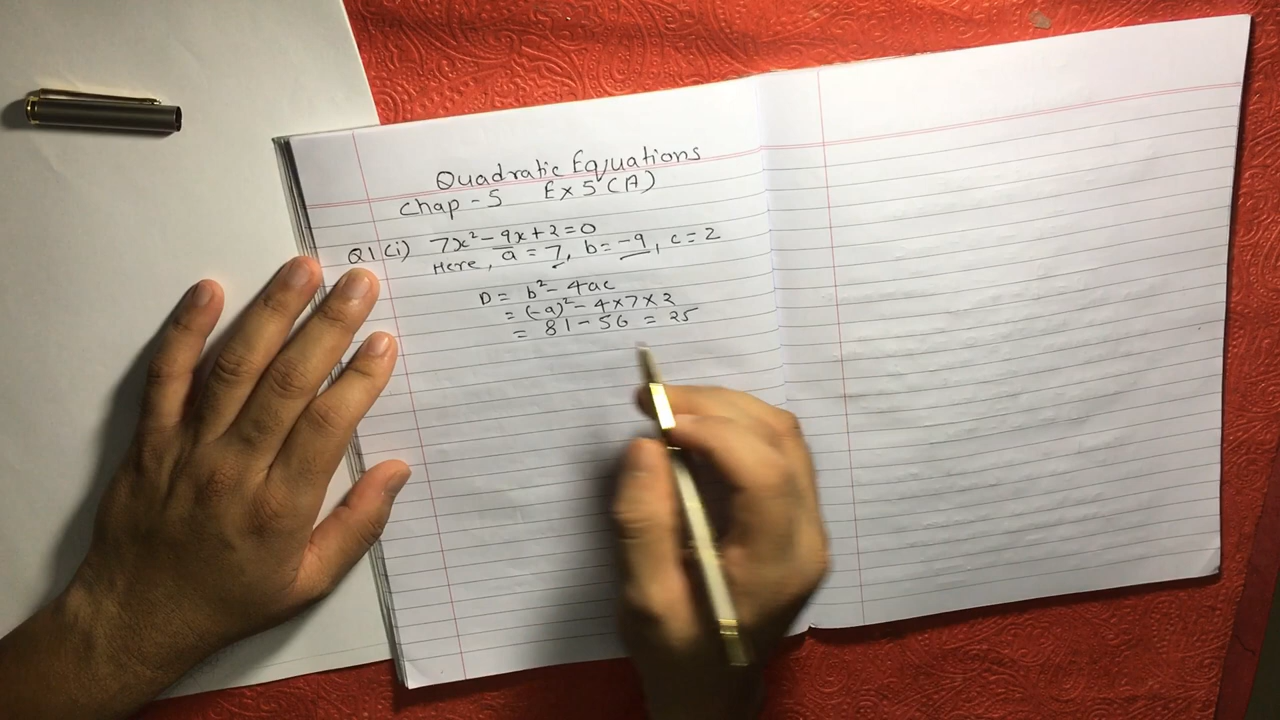 Quadratic Equations
Chap - 5 Ex 5 (A)
Q1 (i) 7x² - 9x + 2 = 0
Here, a = 7, b = -9, c = 2
D = b² - 4ac
= (-9)² - 4 × 7 × 2
= 81 - 56 = 25